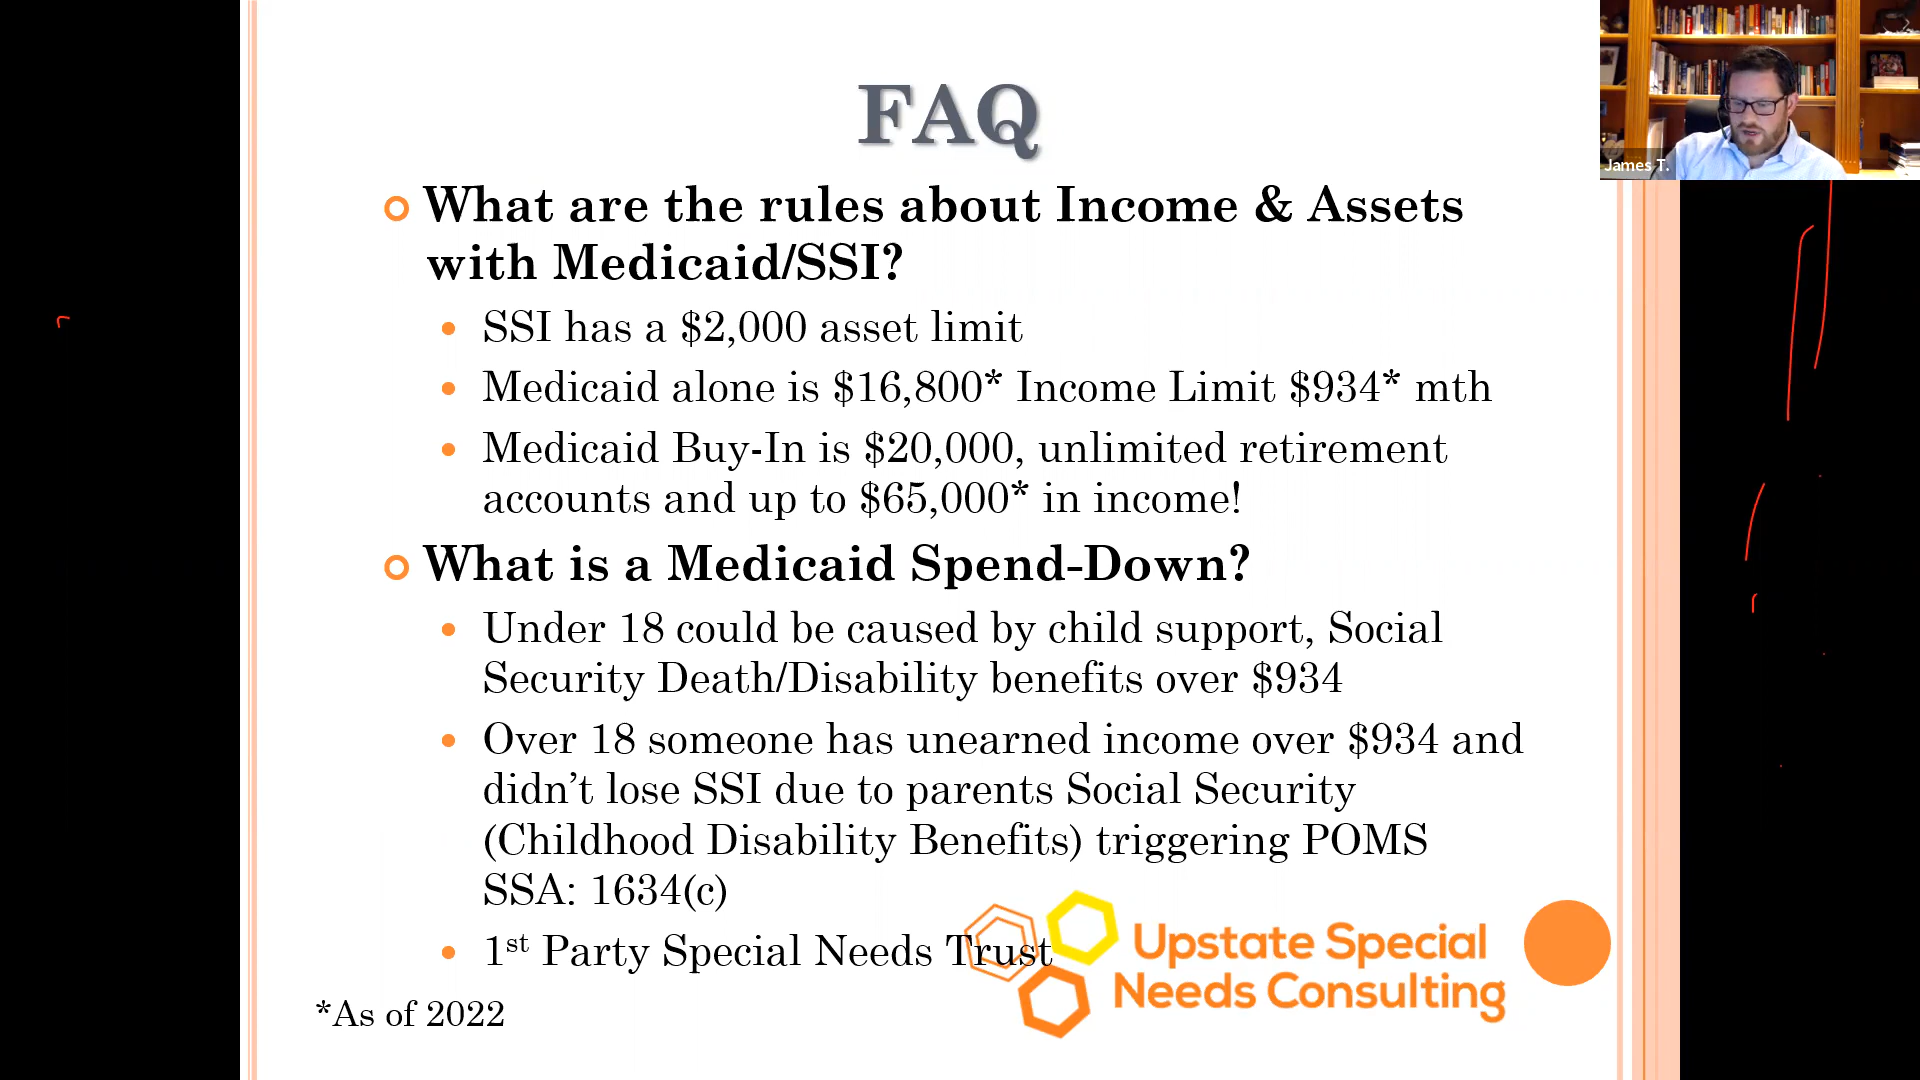 James T.
FAQ
What are the rules about Income & Assets
with Medicaid/SSI?
SSI has a $2,000 asset limit
Medicaid alone is $16,800* Income Limit $934* mth
Medicaid Buy-In is $20,000, unlimited retirement
accounts and up to $65,000* in income!
What is a Medicaid Spend-Down?
Under 18 could be caused by child support, Social
Security Death/Disability benefits over $934
Over 18 someone has unearned income over $934 and
didn’t lose SSI due to parents Social Security
(Childhood Disability Benefits) triggering POMS
SSA: 1634(c)
1st Party Special Needs Trust
Upstate Special
Needs Consulting
*As of 2022